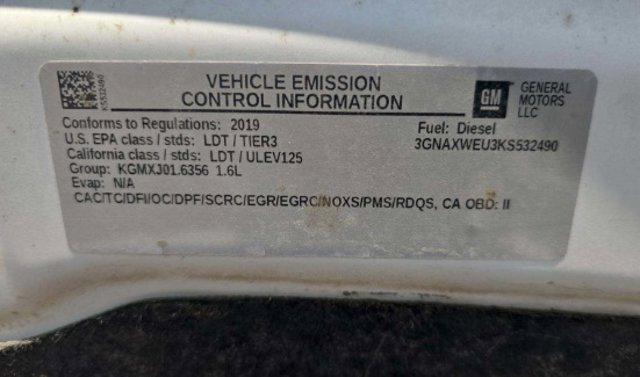 KS532490
VEHICLE EMISSION
CONTROL INFORMATION
GM
GENERAL
MOTORS
LLC
Conforms to Regulations: 2019
U.S. EPA class / stds: LDT / TIER3
California class / stds: LDT / ULEV125
Group: KGMXJ01.6356 1.6L
Evap: N/A
Fuel: Diesel
3GNAXWEU3KS532490
CAC/TC/DFI/OC/DPF/SCRC/EGR/EGRC/NOXS/PMS/RDQS, CA OBD: II